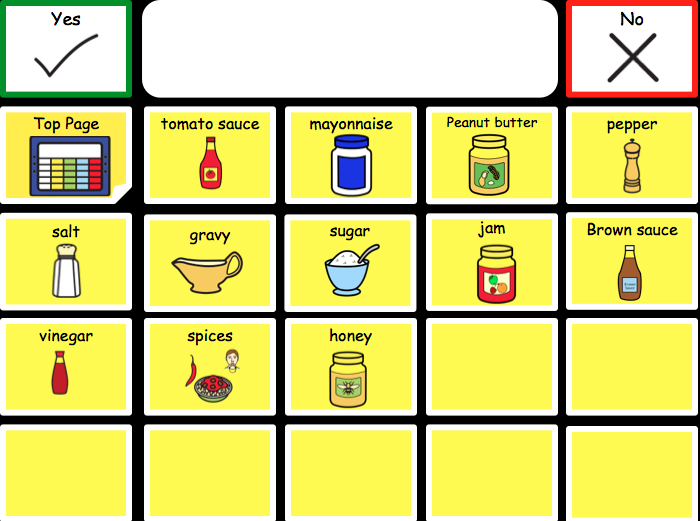 Yes
No
Top Page
tomato sauce
mayonnaise
Peanut butter
pepper
salt
gravy
sugar
jam
Brown sauce
vinegar
spices
honey